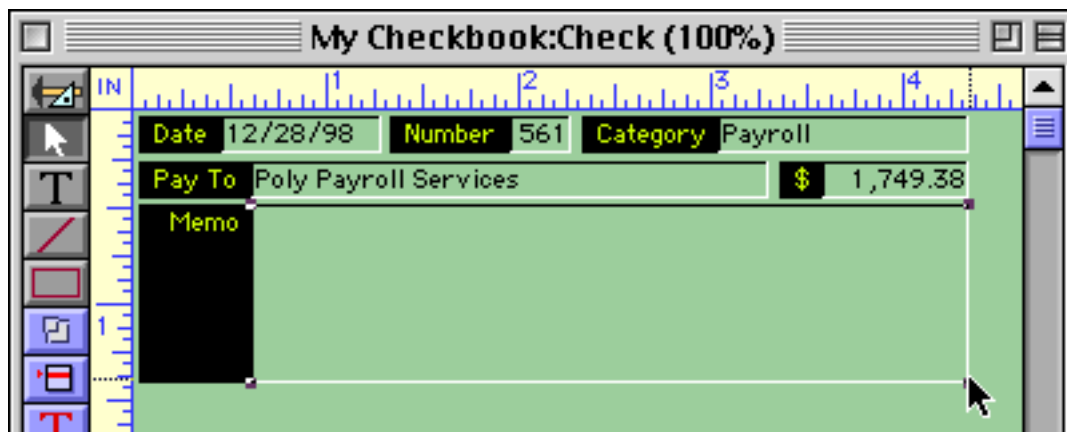 My Checkbook:Check (100%)
IN 1 2 3 4
T Date 12/28/98 Number 561 Category Payroll
Pay To Poly Payroll Services $ 1,749.38
Memo
1
T